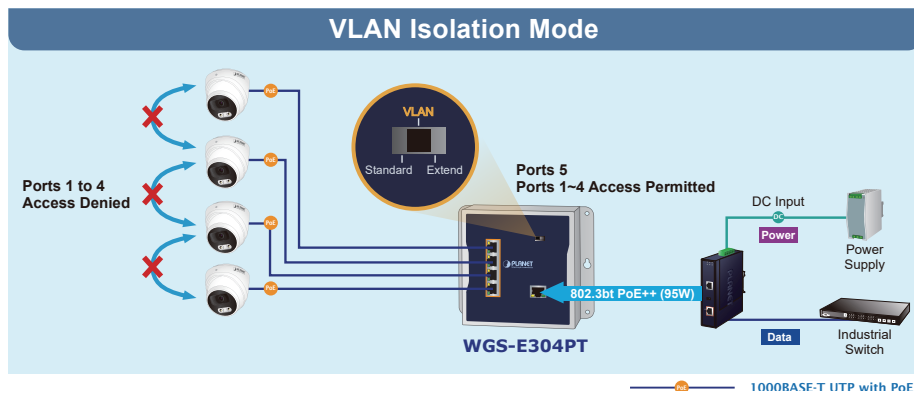 VLAN Isolation Mode
PoE
VLAN
Standard
Extend
PoE
Ports 1 to 4
Access Denied
Ports 5
Ports 1~4 Access Permitted
DC Input
DC
Power
Power
Supply
PoE
PLANET
802.3bt PoE++ (95W)
PLANET
PoE
WGS-E304PT
Data
Industrial
Switch
PoE
1000BASE-T UTP with PoE